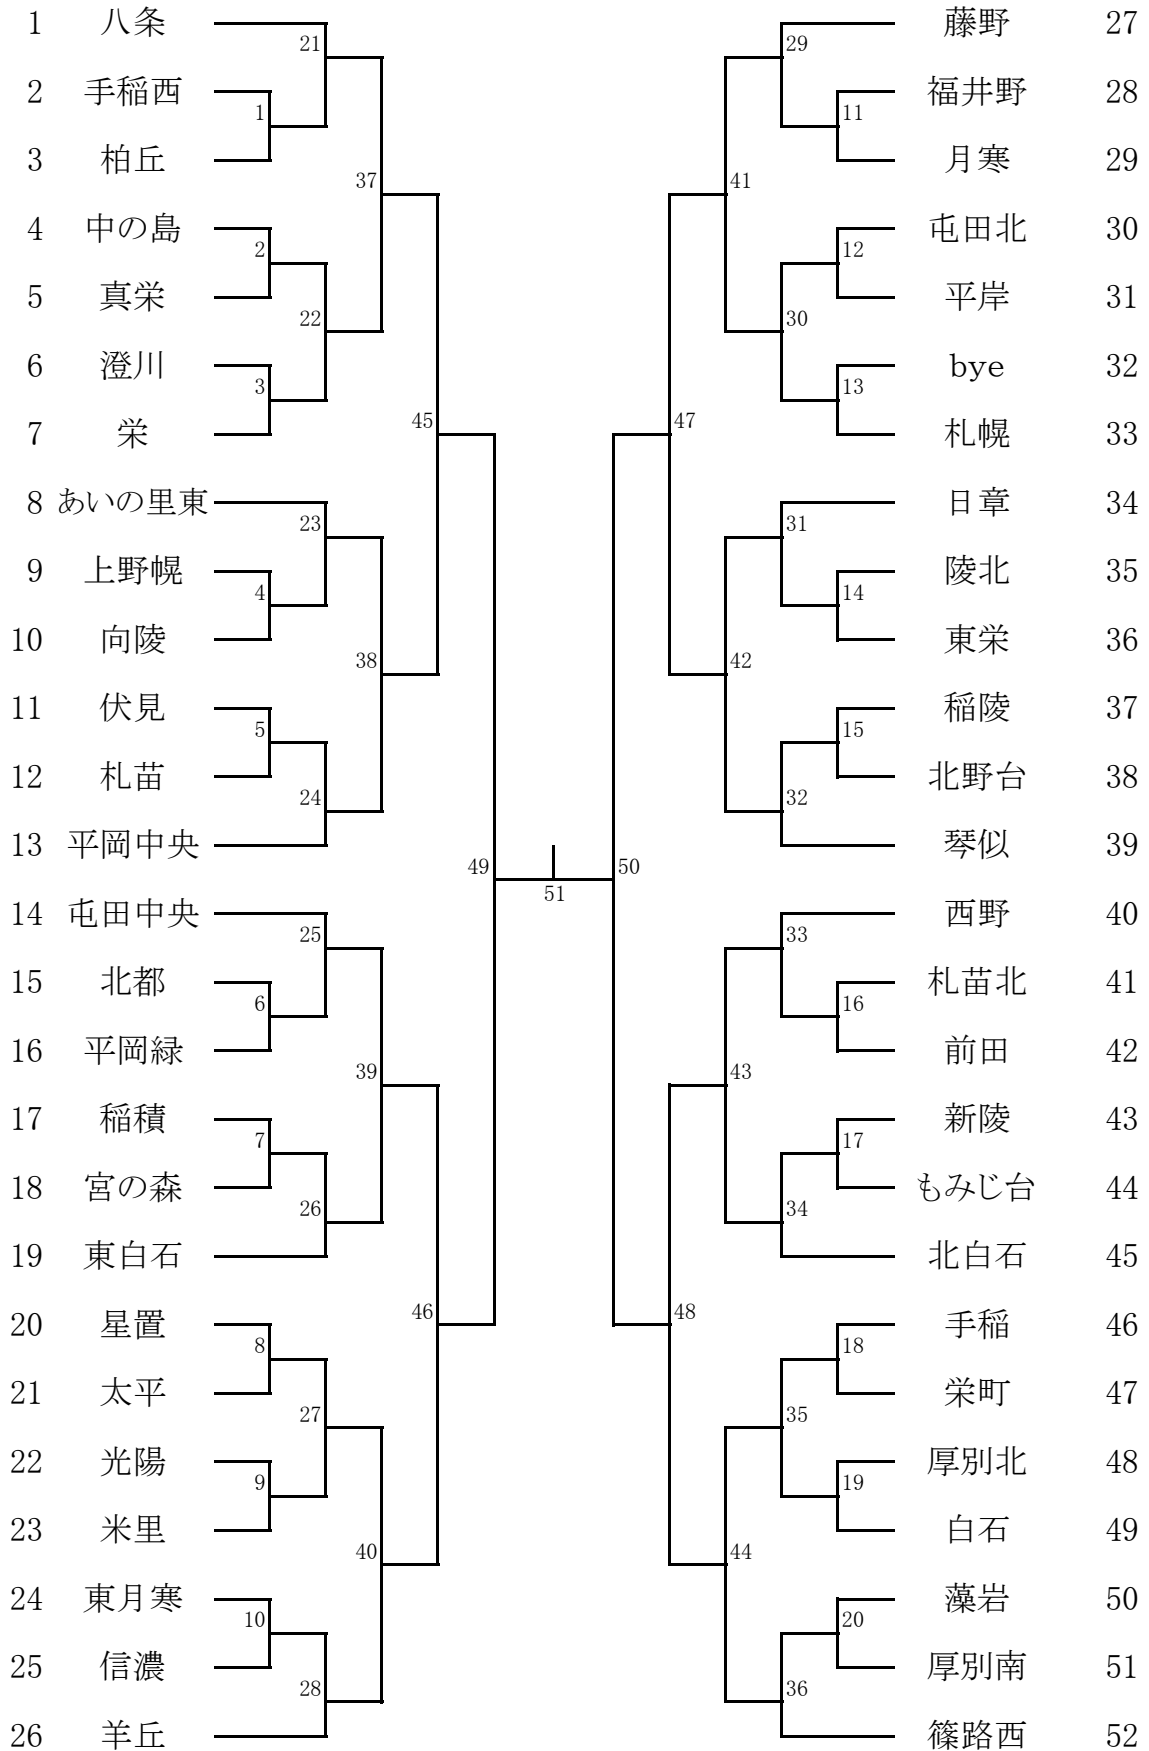 1 八条 21 29 藤野 27
2 手稲西 1 11 福井野 28
3 柏丘 37 41 月寒 29
4 中の島 2 12 屯田北 30
5 真栄 22 30 平岸 31
6 澄川 3 13 bye 32
7 栄 45 47 札幌 33
8 あいの里東 23 31 日章 34
9 上野幌 4 14 陵北 35
10 向陵 38 42 東栄 36
11 伏見 5 15 稲陵 37
12 札苗 24 32 北野台 38
13 平岡中央 49 51 50 琴似 39
14 屯田中央 25 33 西野 40
15 北都 6 16 札苗北 41
16 平岡緑 39 43 前田 42
17 稲積 7 17 新陵 43
18 宮の森 26 34 もみじ台 44
19 東白石 46 48 北白石 45
20 星置 8 18 手稲 46
21 太平 27 35 栄町 47
22 光陽 9 19 厚別北 48
23 米里 40 44 白石 49
24 東月寒 10 20 藻岩 50
25 信濃 28 36 厚別南 51
26 羊丘 篠路西 52